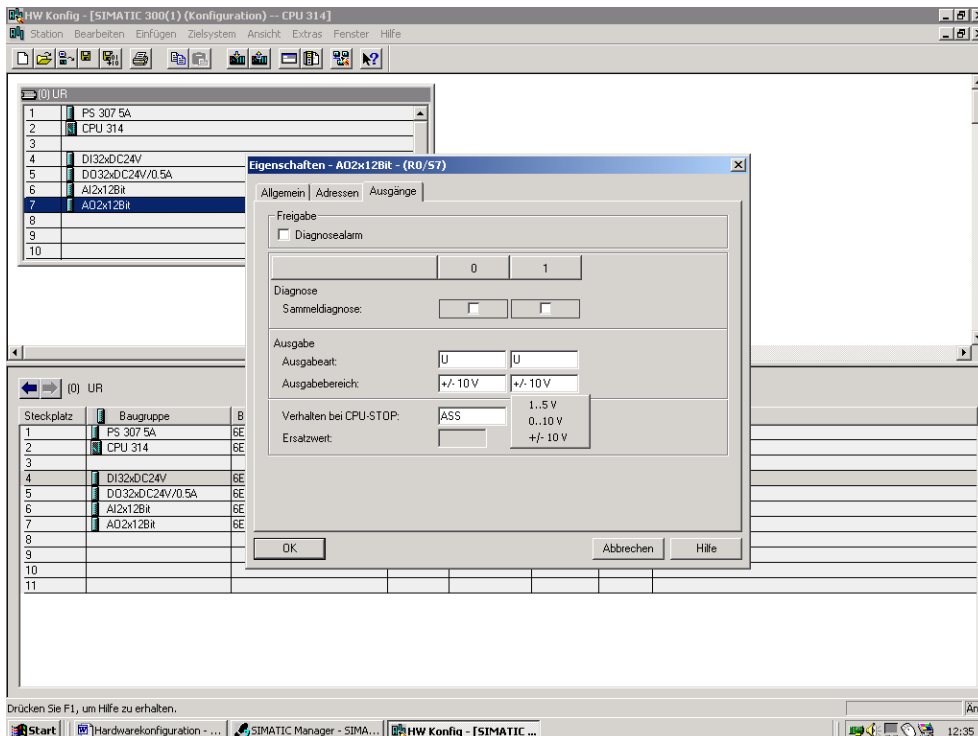 HW Konfig - [SIMATIC 300(1) (Konfiguration) -- CPU 314]
Station Bearbeiten Einfügen Zielsystem Ansicht Extras Fenster Hilfe
(0) UR
1 PS 307 5A
2 CPU 314
3
4 DI32xDC24V
5 DO32xDC24V/0.5A
6 AI2x12Bit
7 AO2x12Bit
8
9
10
Eigenschaften - AO2x12Bit - (R0/S7)
Allgemein Adressen Ausgänge
Freigabe
Diagnosealarm
0 1
Diagnose
Sammeldiagnose:
Ausgabe
Ausgabeart: U U
Ausgabebereich: +/- 10 V +/- 10 V
1..5 V
0..10 V
+/- 10 V
Verhalten bei CPU-STOP: ASS
Ersatzwert:
OK Abbrechen Hilfe
(0) UR
Steckplatz Baugruppe B
1 PS 307 5A 6E
2 CPU 314 6E
3
4 DI32xDC24V 6E
5 DO32xDC24V/0.5A 6E
6 AI2x12Bit 6E
7 AO2x12Bit 6E
8
9
10
11
Drücken Sie F1, um Hilfe zu erhalten. Än
Start Hardwarekonfiguration - ... SIMATIC Manager - SIMA... HW Konfig - [SIMATIC ... 12:35